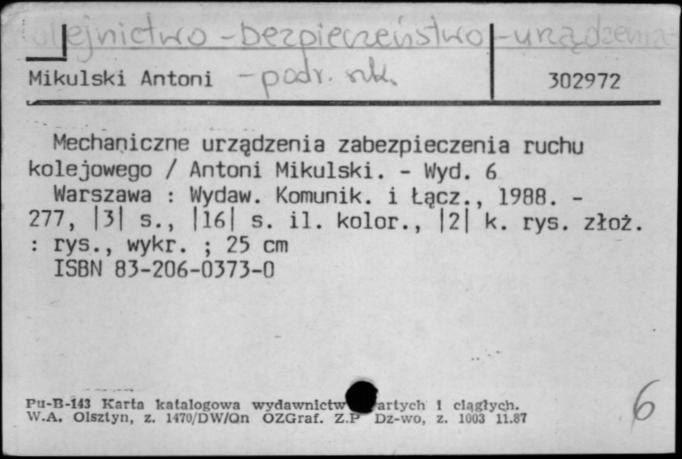 kolejnictwo - bezpieczeństwo - urządzenia
Mikulski Antoni - podr. szk. 302972
Mechaniczne urządzenia zabezpieczenia ruchu
kolejowego / Antoni Mikulski. - Wyd. 6
Warszawa : Wydaw. Komunik. i Łącz., 1988. -
277, |3| s., |16| s. il. kolor., |2| k. rys. złoż.
: rys., wykr. ; 25 cm
ISBN 83-206-0373-0
Pu-B-143 Karta katalogowa wydawnictw artych i ciągłych.
W.A. Olsztyn, z. 1470/DW/Qn OZGraf. Z.P Dz-wo, z. 1003 11.87
6